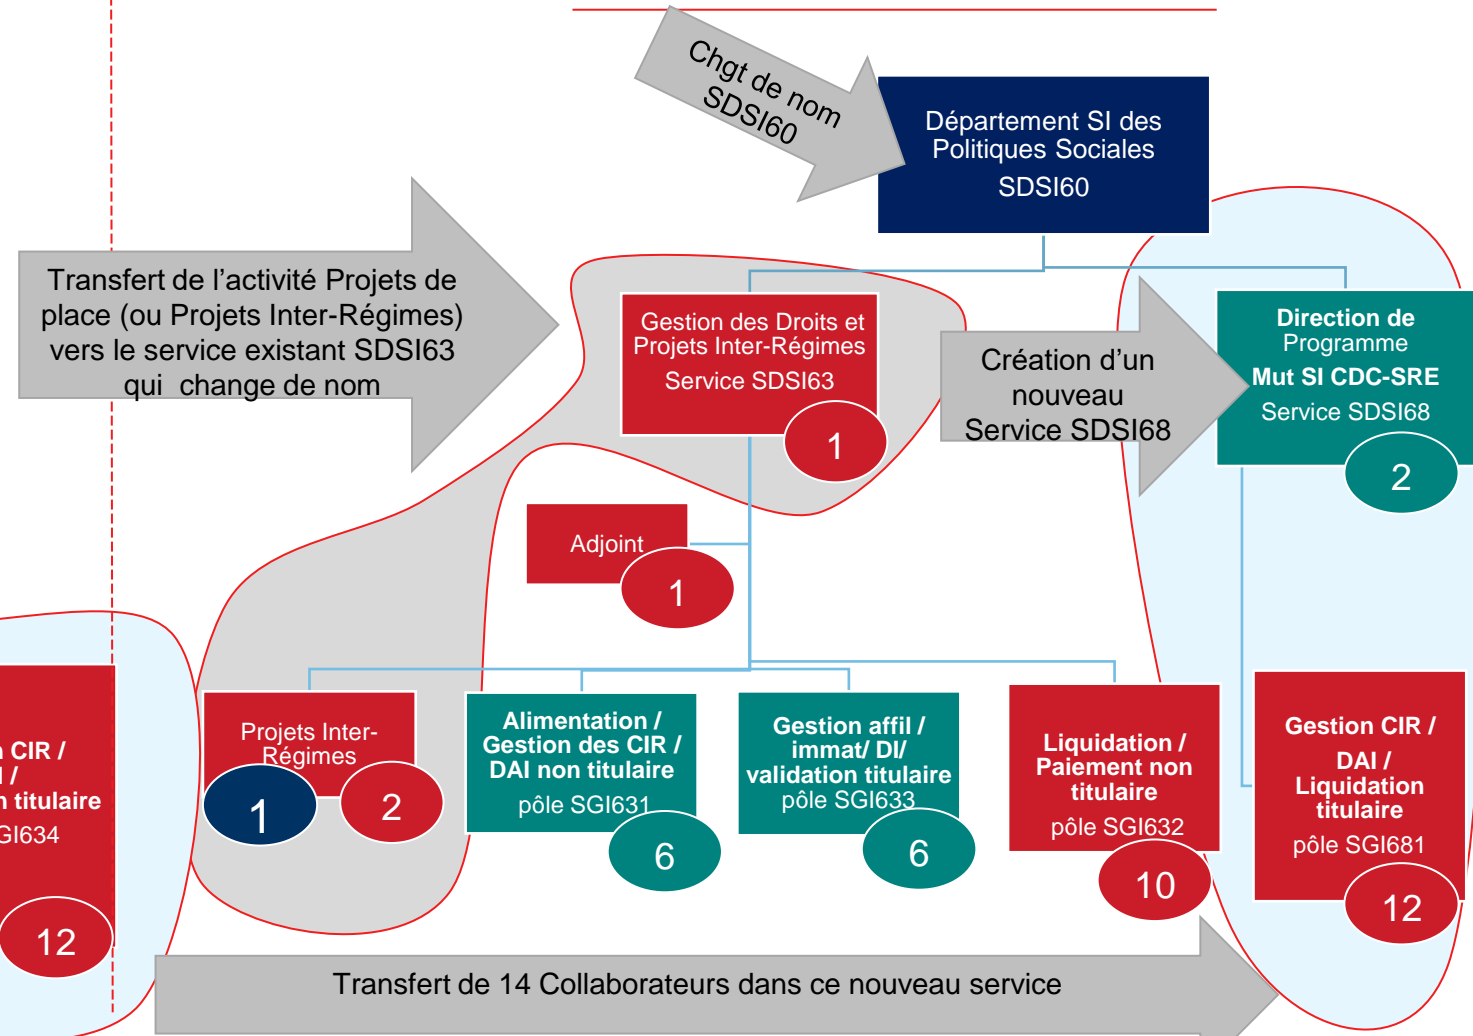 Chgt de nom
SDSI60
Département SI des
Politiques Sociales
SDSI60
Transfert de l’activité Projets de
place (ou Projets Inter-Régimes)
vers le service existant SDSI63
qui change de nom
Gestion des Droits et
Projets Inter-Régimes
Service SDSI63
1
Création d’un
nouveau
Service SDSI68
Direction de
Programme
Mut SI CDC-SRE
Service SDSI68
2
Adjoint
1
CIR /
/
titulaire
GI634
12
Projets Inter-
Régimes
1
2
Alimentation /
Gestion des CIR /
DAI non titulaire
pôle SGI631
6
Gestion affil /
immat/ DI/
validation titulaire
pôle SGI633
6
Liquidation /
Paiement non
titulaire
pôle SGI632
10
Gestion CIR /
DAI /
Liquidation
titulaire
pôle SGI681
12
Transfert de 14 Collaborateurs dans ce nouveau service